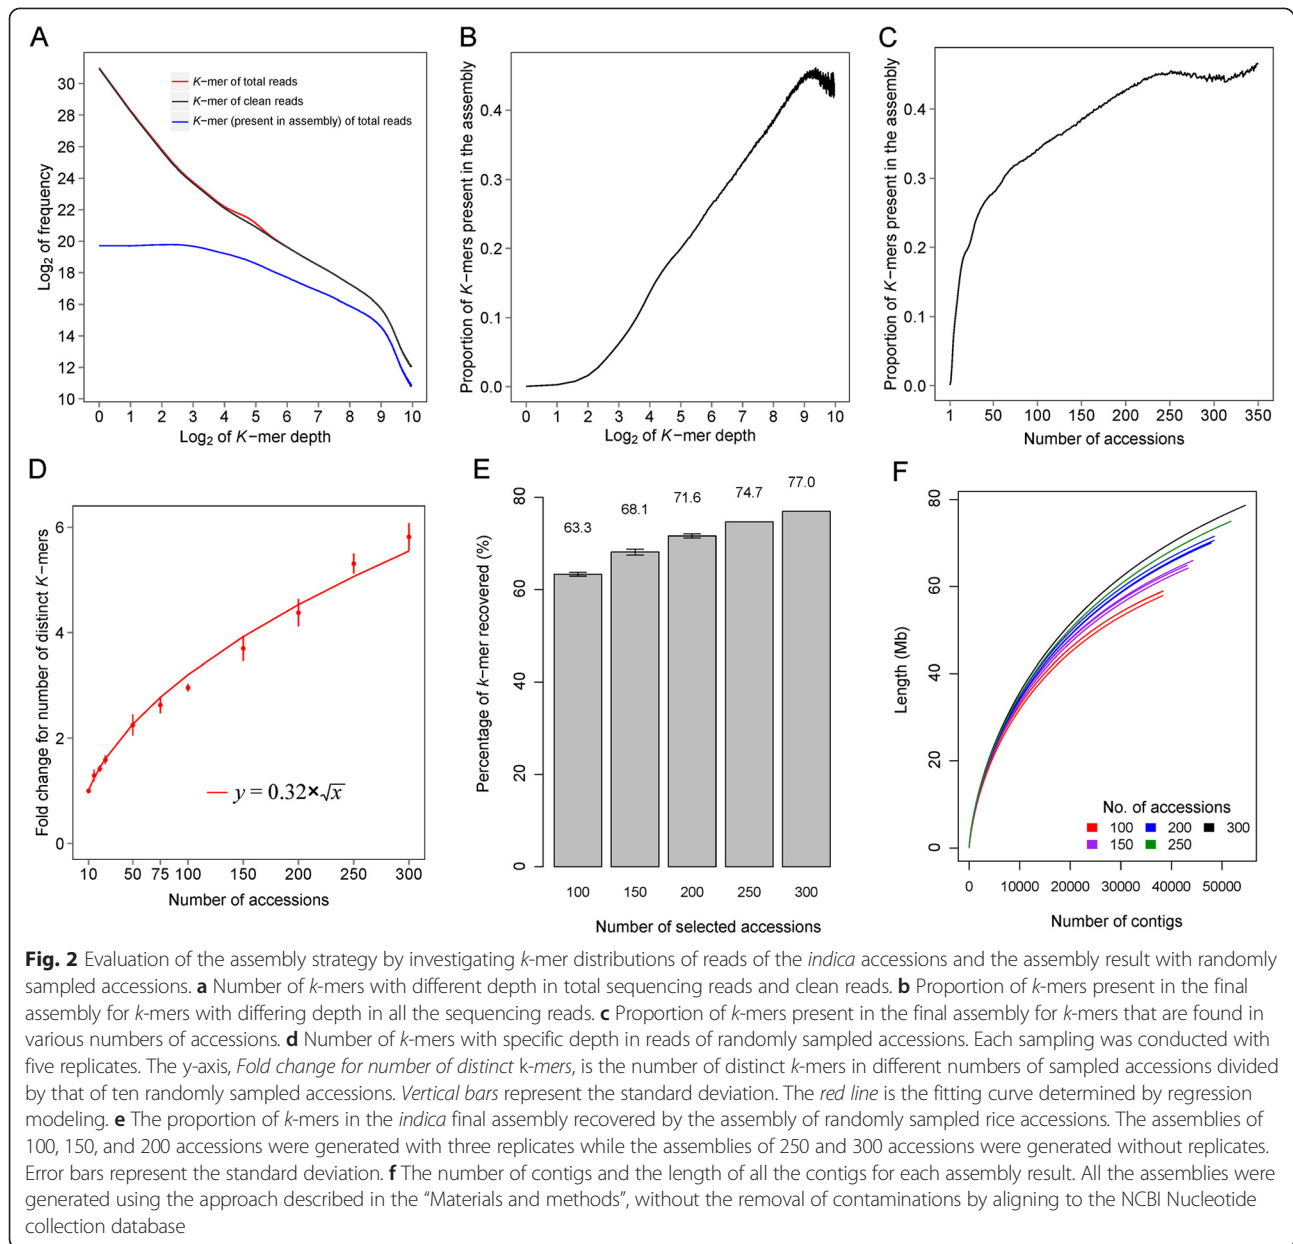 A
30
28
26
24
22
20
18
16
14
12
10
Log2 of frequency
K−mer of total reads
K−mer of clean reads
K−mer (present in assembly) of total reads
0 1 2 3 4 5 6 7 8 9 10
Log2 of K−mer depth
B
0.4
0.3
0.2
0.1
0.0
Proportion of K−mers present in the assembly
0 1 2 3 4 5 6 7 8 9 10
Log2 of K−mer depth
C
0.4
0.3
0.2
0.1
0.0
Proportion of K−mers present in the assembly
1 50 100 150 200 250 300 350
Number of accessions
D
6
4
2
0
Fold change for number of distinct K−mers
y = 0.32×√x
10 50 75 100 150 200 250 300
Number of accessions
E
80
60
40
20
0
Percentage of k−mer recovered (%)
63.3 68.1 71.6 74.7 77.0
100 150 200 250 300
Number of selected accessions
F
80
60
40
20
0
Length (Mb)
No. of accessions
100 200 300
150 250
0 10000 20000 30000 40000 50000
Number of contigs
Fig. 2 Evaluation of the assembly strategy by investigating k-mer distributions of reads of the indica accessions and the assembly result with randomly
sampled accessions. a Number of k-mers with different depth in total sequencing reads and clean reads. b Proportion of k-mers present in the final
assembly for k-mers with differing depth in all the sequencing reads. c Proportion of k-mers present in the final assembly for k-mers that are found in
various numbers of accessions. d Number of k-mers with specific depth in reads of randomly sampled accessions. Each sampling was conducted with
five replicates. The y-axis, Fold change for number of distinct k-mers, is the number of distinct k-mers in different numbers of sampled accessions divided
by that of ten randomly sampled accessions. Vertical bars represent the standard deviation. The red line is the fitting curve determined by regression
modeling. e The proportion of k-mers in the indica final assembly recovered by the assembly of randomly sampled rice accessions. The assemblies of
100, 150, and 200 accessions were generated with three replicates while the assemblies of 250 and 300 accessions were generated without replicates.
Error bars represent the standard deviation. f The number of contigs and the length of all the contigs for each assembly result. All the assemblies were
generated using the approach described in the “Materials and methods”, without the removal of contaminations by aligning to the NCBI Nucleotide
collection database